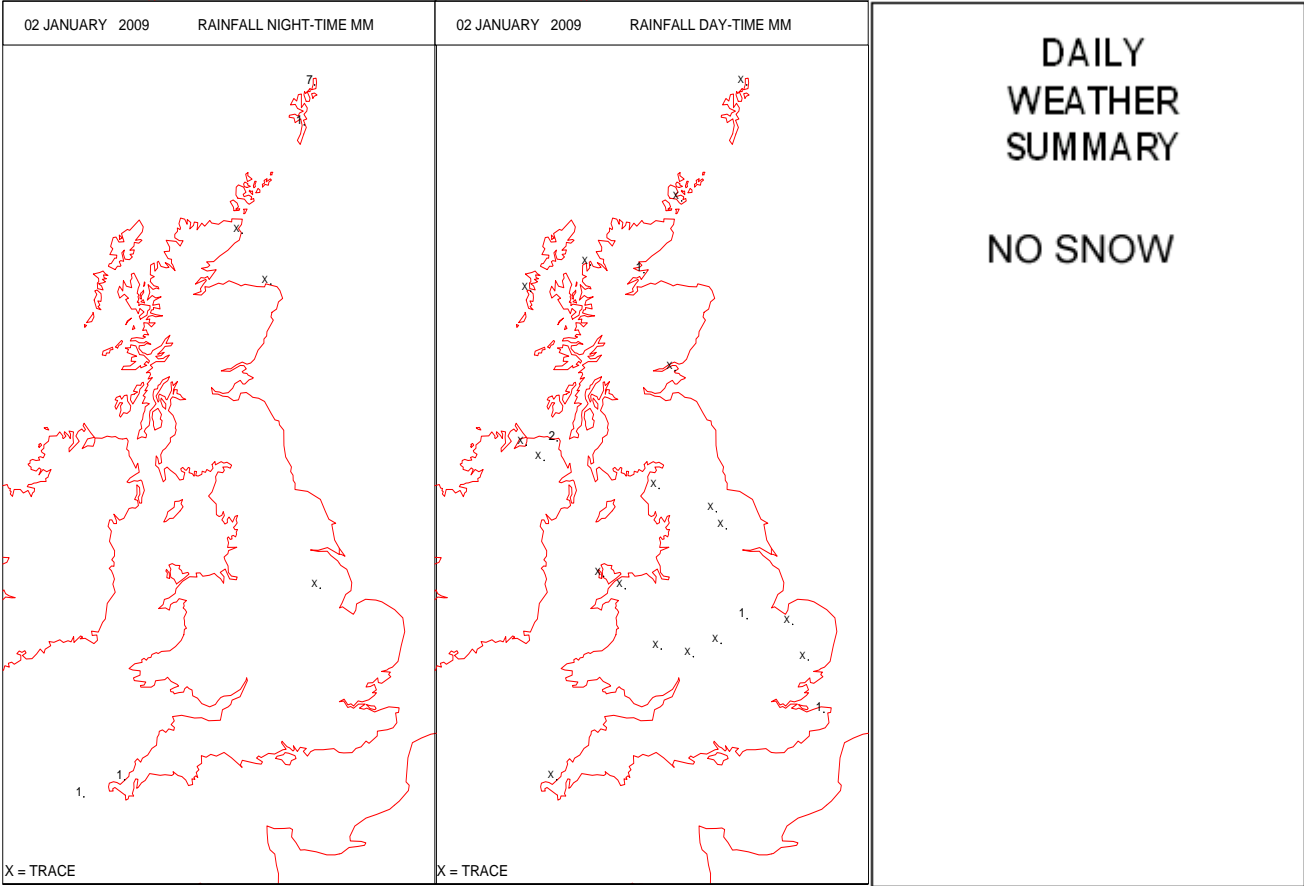 02 JANUARY 2009 RAINFALL NIGHT-TIME MM
7.
1.
X.
X.
X.
1.
1.
X = TRACE
02 JANUARY 2009 RAINFALL DAY-TIME MM
X.
X.
X.
X.
X.
2.
X.
X.
X.
X.
X.
X.
X.
1.
X.
X.
X.
X.
X.
1.
X.
X = TRACE
DAILY
WEATHER
SUMMARY
NO SNOW